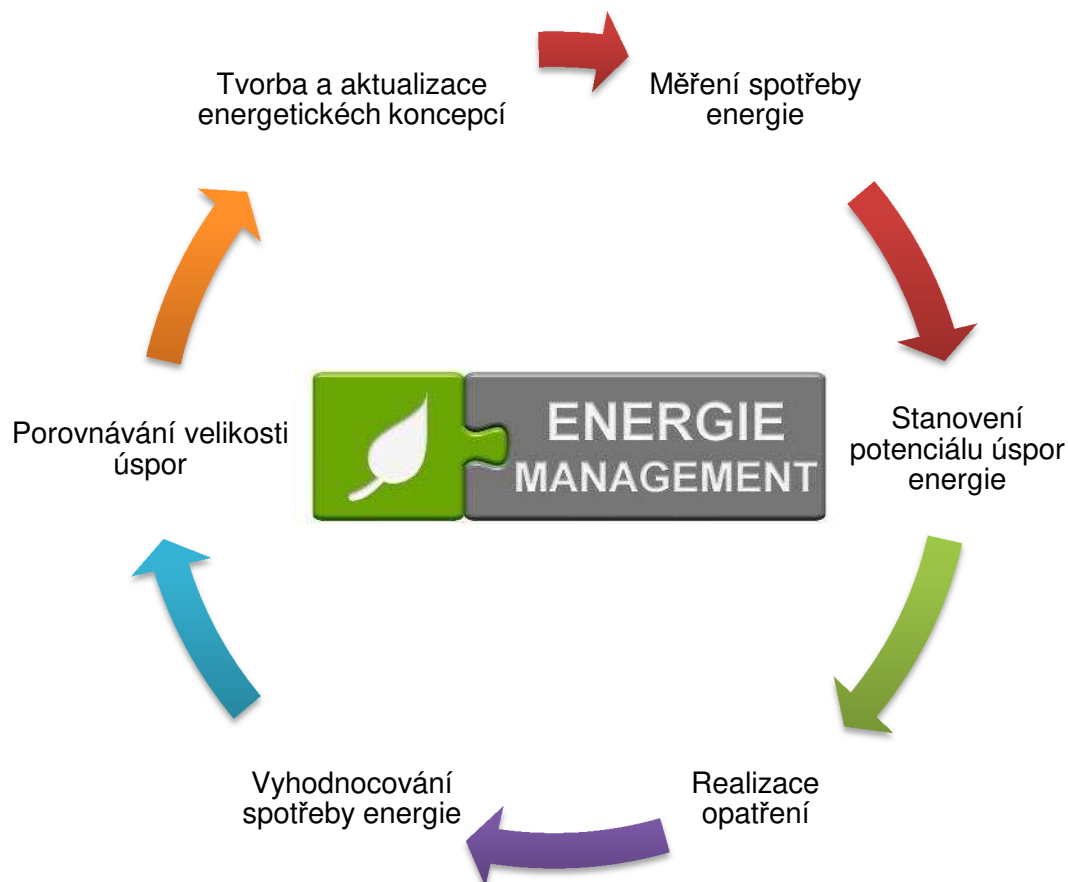 Tvorba a aktualizace
energetickéch koncepcí
Měření spotřeby
energie
Stanovení
potenciálu úspor
energie
Realizace
opatření
Vyhodnocování
spotřeby energie
Porovnávání velikosti
úspor
ENERGIE
MANAGEMENT